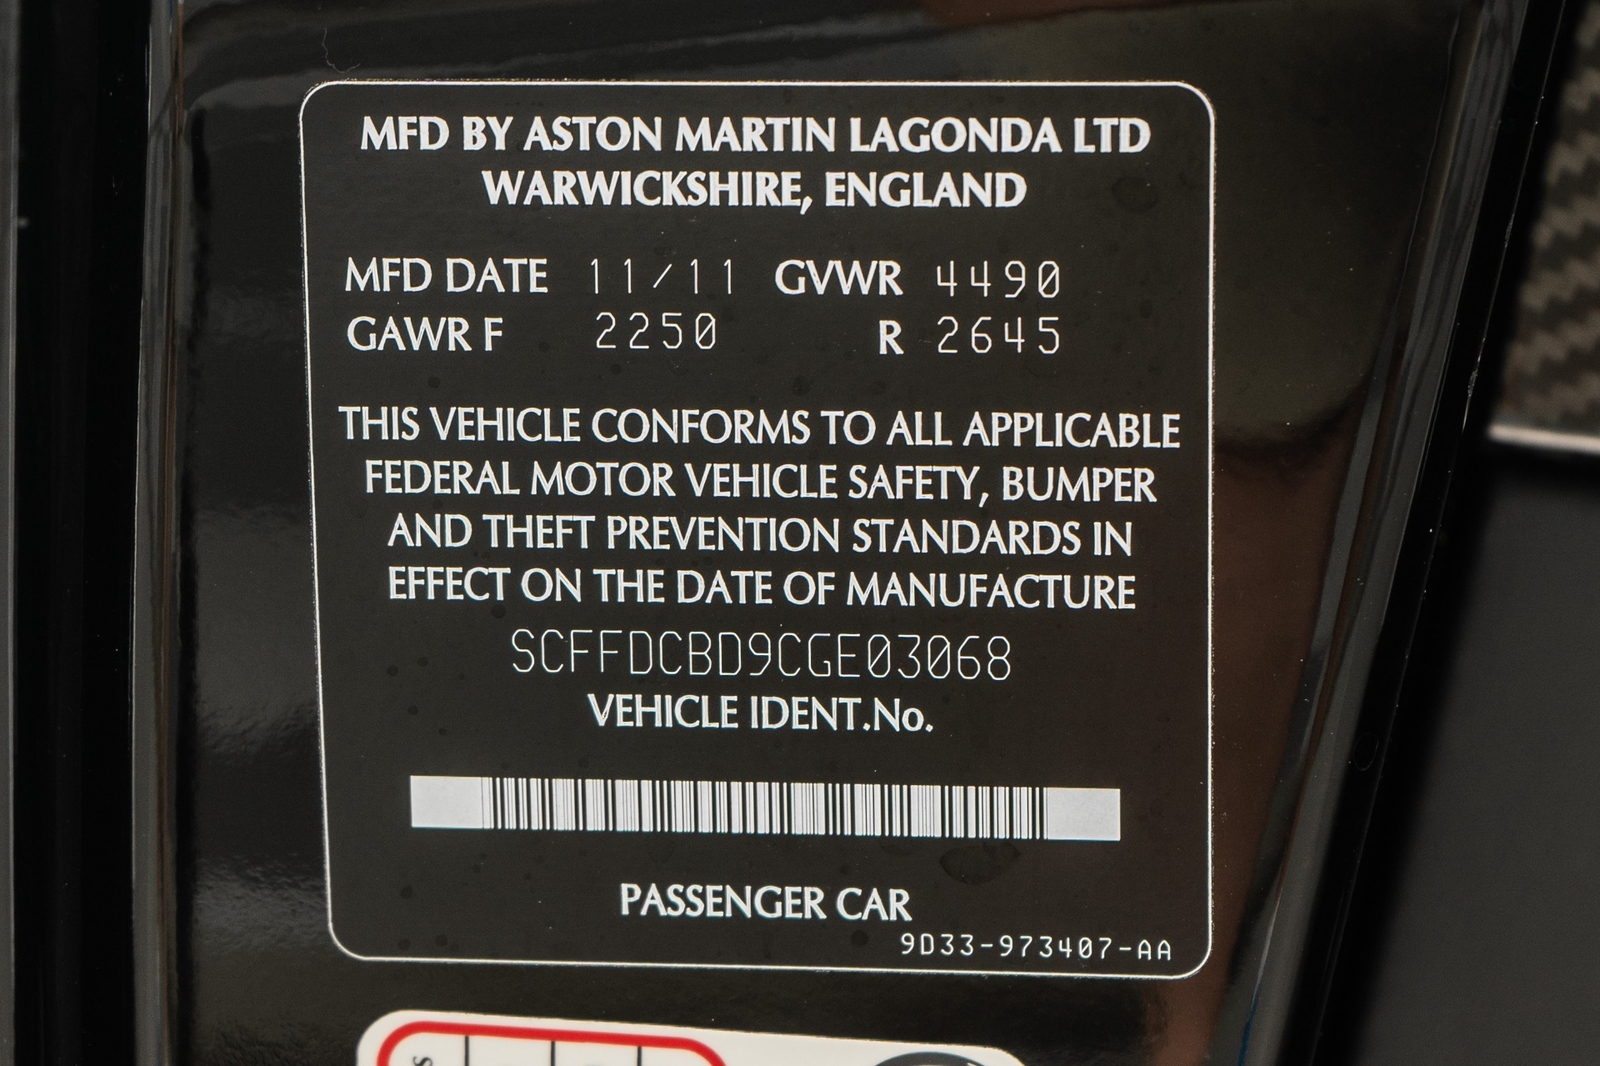 MFD BY ASTON MARTIN LAGONDA LTD
WARWICKSHIRE, ENGLAND
MFD DATE 11/11 GVWR 4490
GAWR F 2250 R 2645
THIS VEHICLE CONFORMS TO ALL APPLICABLE
FEDERAL MOTOR VEHICLE SAFETY, BUMPER
AND THEFT PREVENTION STANDARDS IN
EFFECT ON THE DATE OF MANUFACTURE
SCFFDCBD9CGE03068
VEHICLE IDENT.No.
PASSENGER CAR
9D33-973407-AA